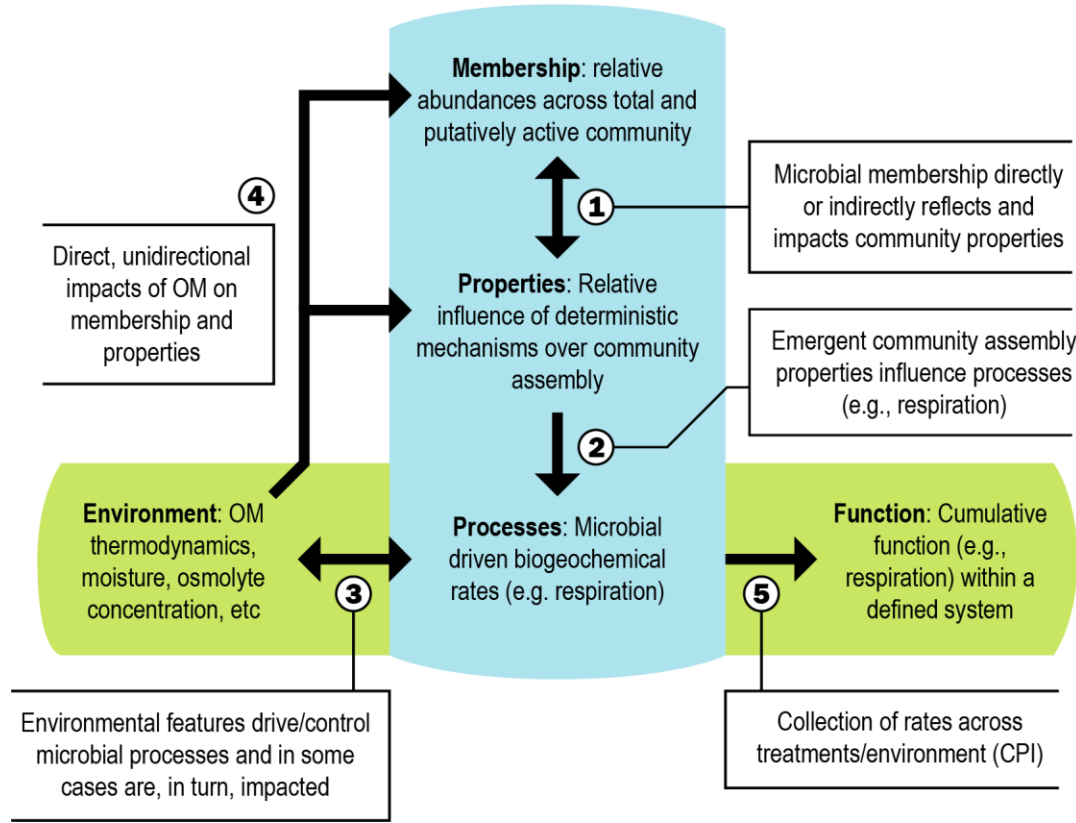 Membership: relative
abundances across total and
putatively active community
4
1
Microbial membership directly
or indirectly reflects and
impacts community properties
Direct, unidirectional
impacts of OM on
membership and
properties
Properties: Relative
influence of deterministic
mechanisms over community
assembly
Emergent community assembly
properties influence processes
(e.g., respiration)
2
Environment: OM
thermodynamics,
moisture, osmolyte
concentration, etc
Processes: Microbial
driven biogeochemical
rates (e.g. respiration)
Function: Cumulative
function (e.g.,
respiration) within a
defined system
3
5
Environmental features drive/control
microbial processes and in some
cases are, in turn, impacted
Collection of rates across
treatments/environment (CPI)